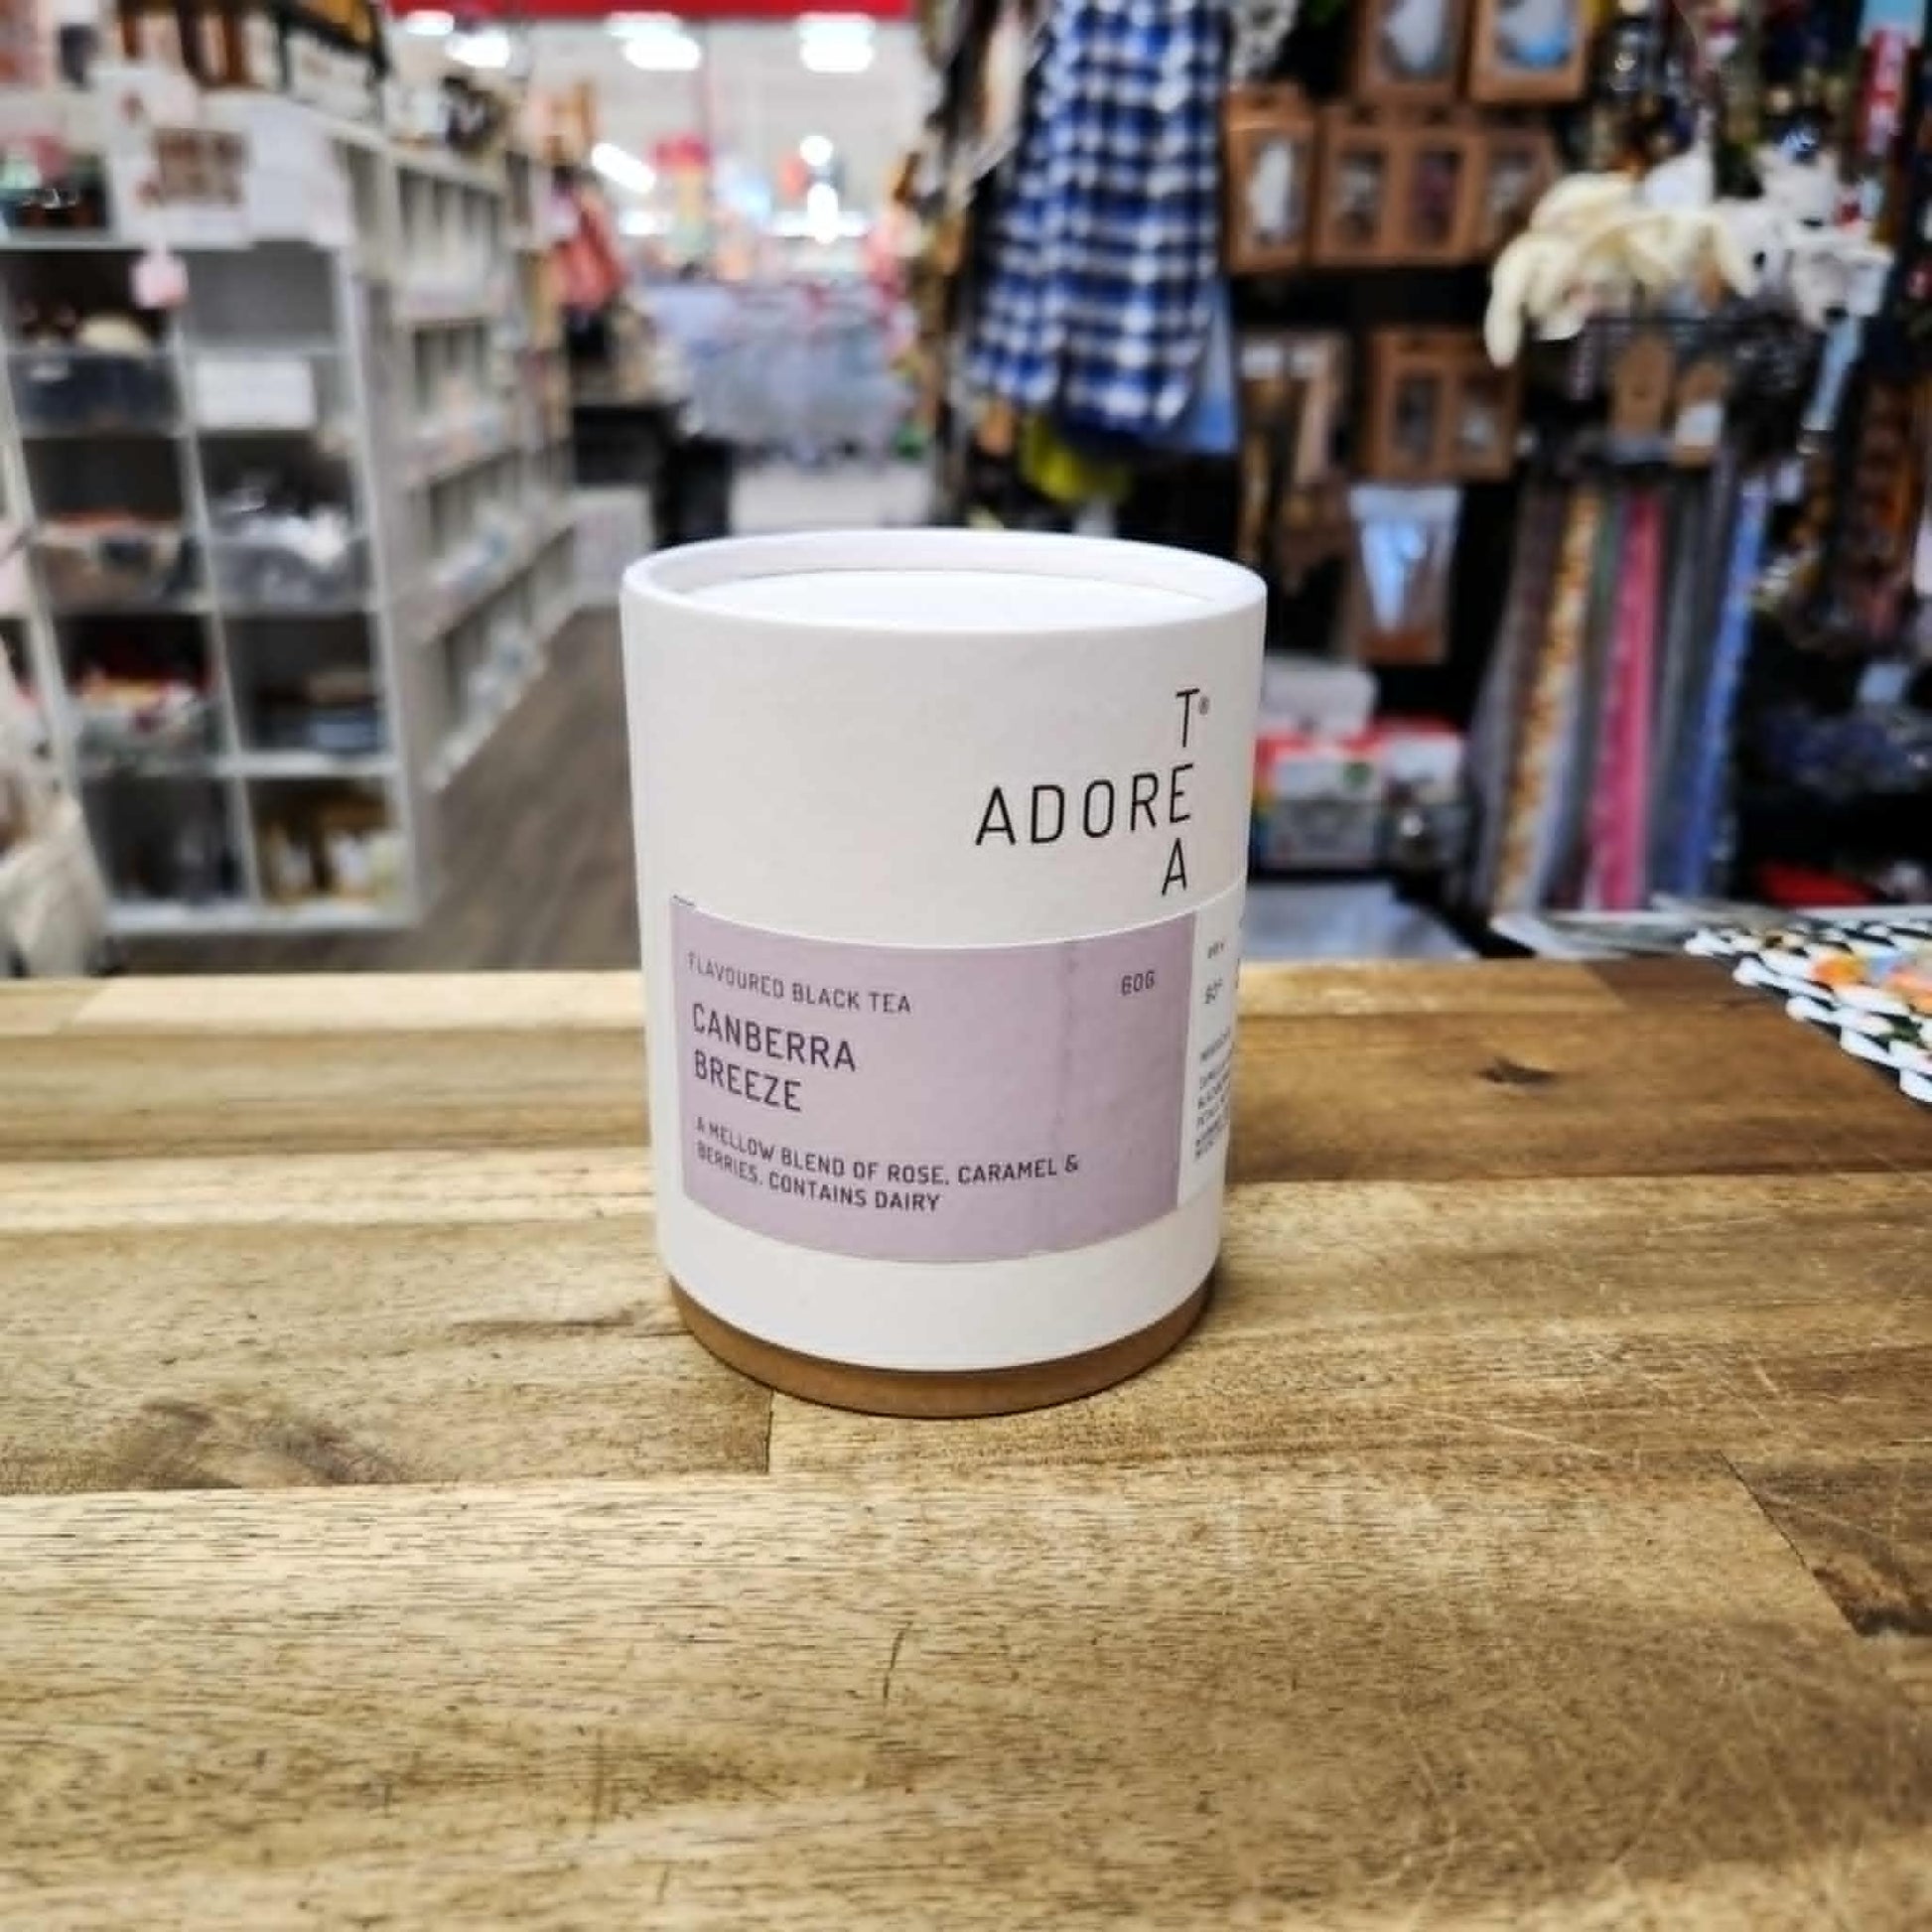 T®
ADORE
A
FLAVOURED BLACK TEA
60G
CANBERRA
BREEZE
A MELLOW BLEND OF ROSE, CARAMEL &
BERRIES. CONTAINS DAIRY